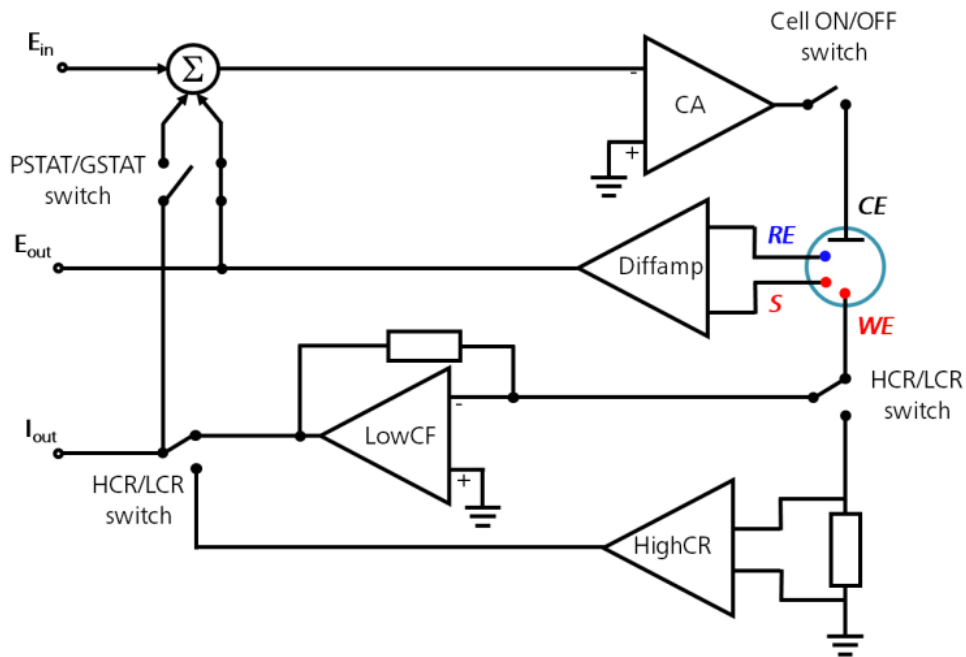 Cell ON/OFF
switch
E_in
Σ
-
CA
+
PSTAT/GSTAT
switch
CE
RE
E_out
Diffamp
S
WE
HCR/LCR
switch
-
LowCF
I_out
+
HCR/LCR
switch
HighCR